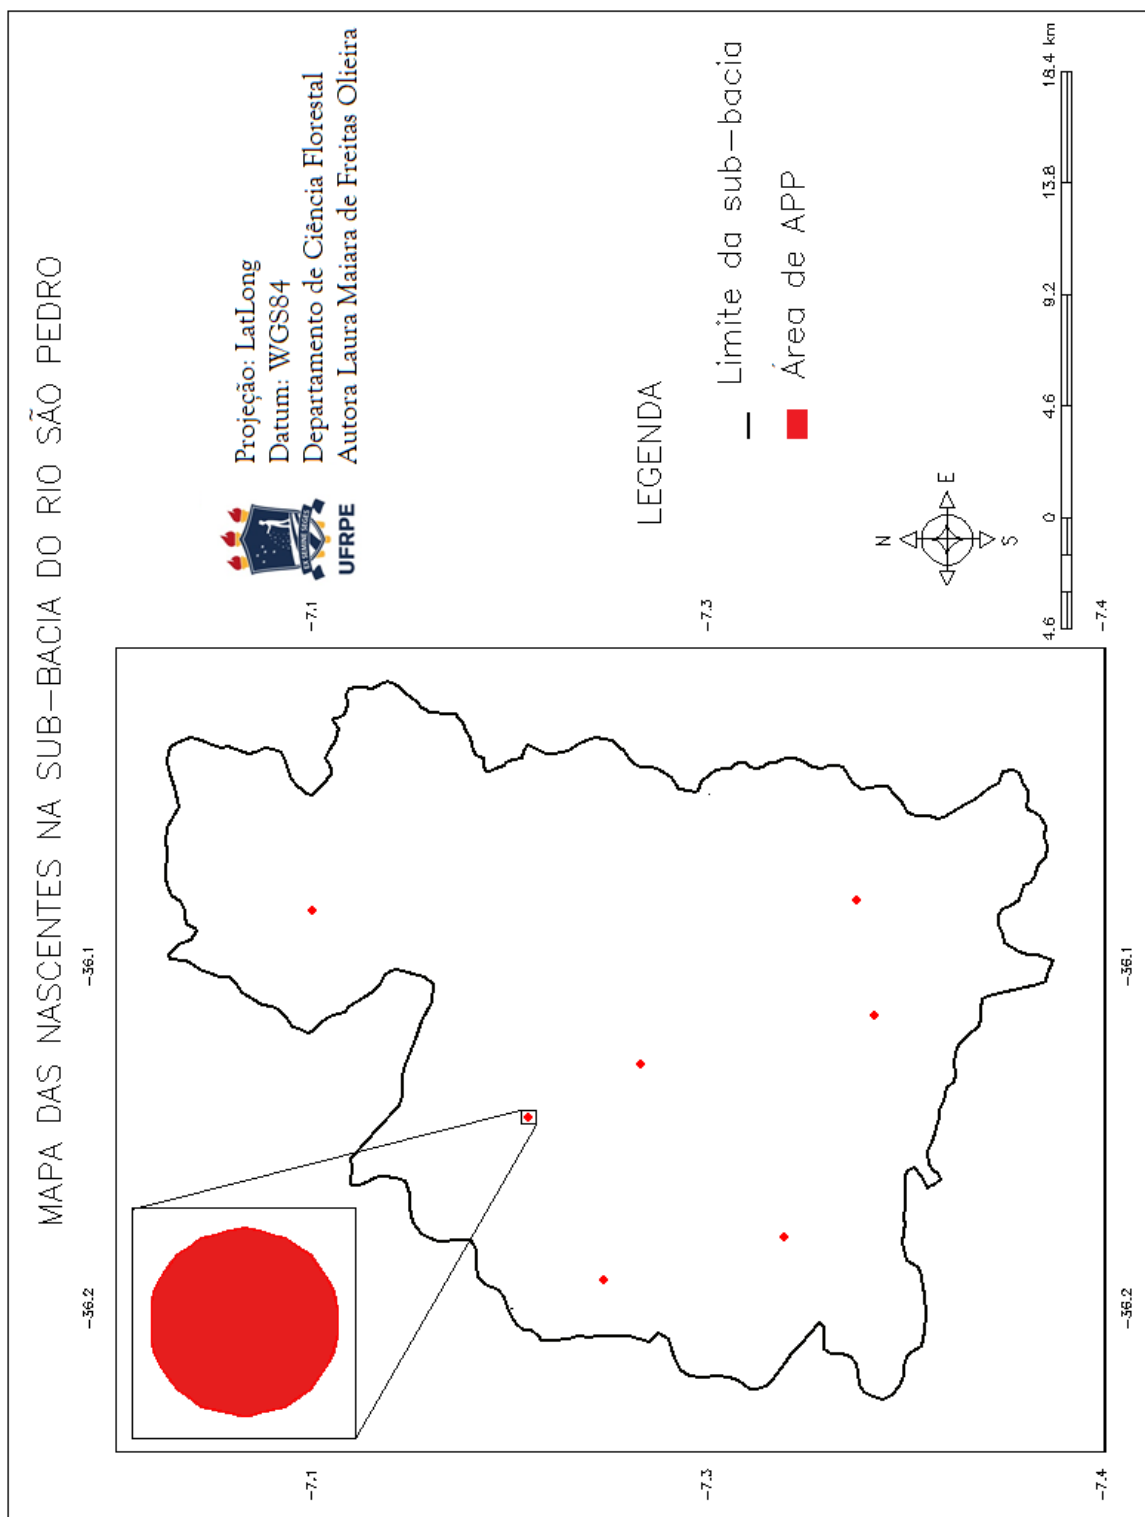 MAPA DAS NASCENTES NA SUB-BACIA DO RIO SÃO PEDRO
-36.2
-36.1
-7.1
-7.1
-7.3
-7.3
-7.4
-7.4
-36.2
-36.1
EX SEMINE SEGES
UFRPE
Projeção: LatLong
Datum: WGS84
Departamento de Ciência Florestal
Autora Laura Maiara de Freitas Olieira
LEGENDA
Limite da sub-bacia
Área de APP
N
E
S
4.6 0 4.6 9.2 13.8 18.4 km